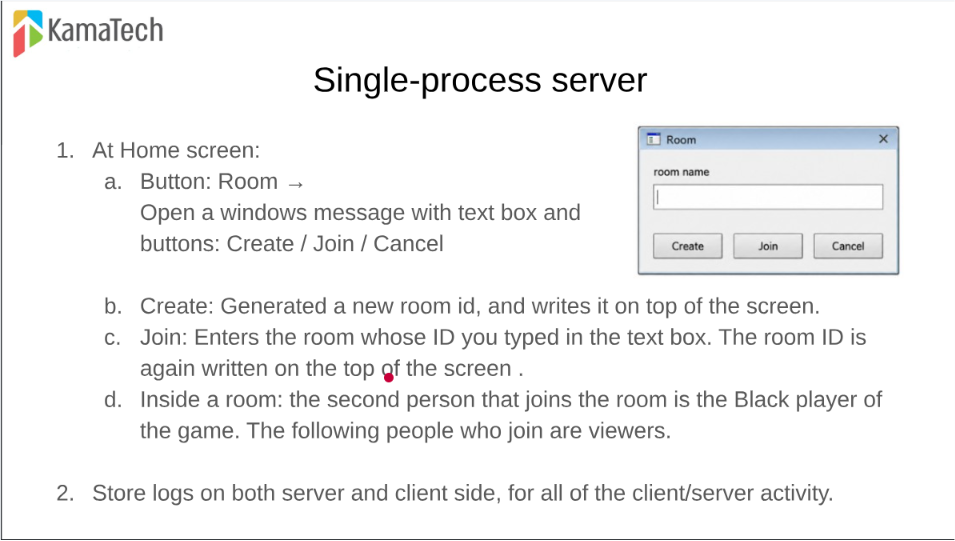 KamaTech
Single-process server
1. At Home screen:
a. Button: Room →
Open a windows message with text box and
buttons: Create / Join / Cancel
Room
room name
Create Join Cancel
b. Create: Generated a new room id, and writes it on top of the screen.
c. Join: Enters the room whose ID you typed in the text box. The room ID is
again written on the top of the screen .
d. Inside a room: the second person that joins the room is the Black player of
the game. The following people who join are viewers.
2. Store logs on both server and client side, for all of the client/server activity.